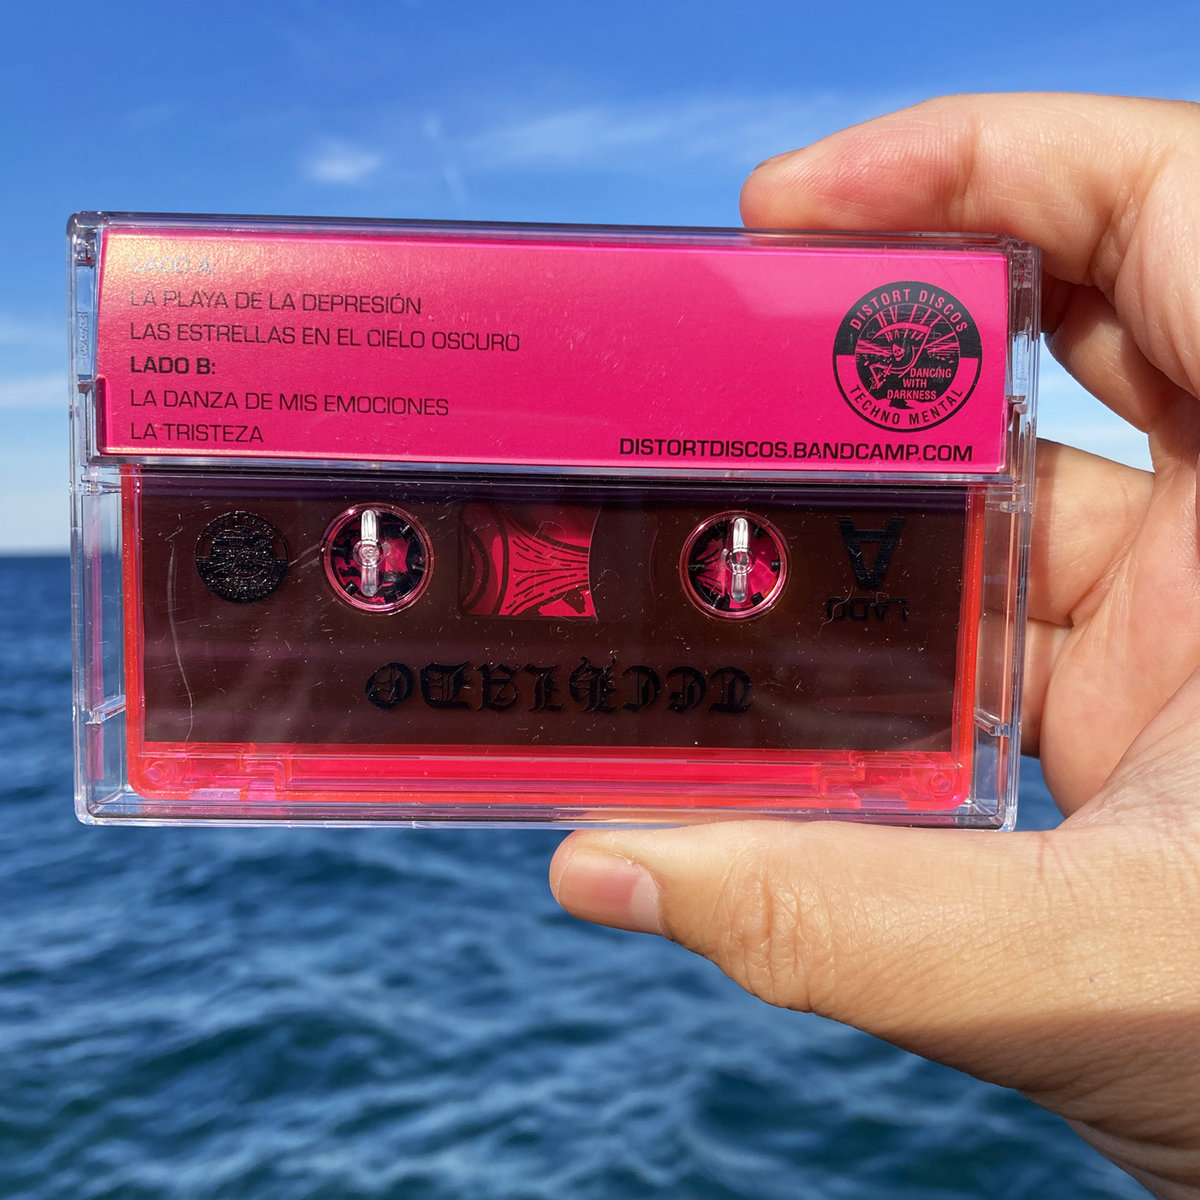 LADO A:
LA PLAYA DE LA DEPRESIÓN
LAS ESTRELLAS EN EL CIELO OSCURO
LADO B:
LA DANZA DE MIS EMOCIONES
LA TRISTEZA
DISTORT DISCOS
DANCING
WITH
DARKNESS
TECHNO MENTAL
DISTORTDISCOS.BANDCAMP.COM
LADO
A